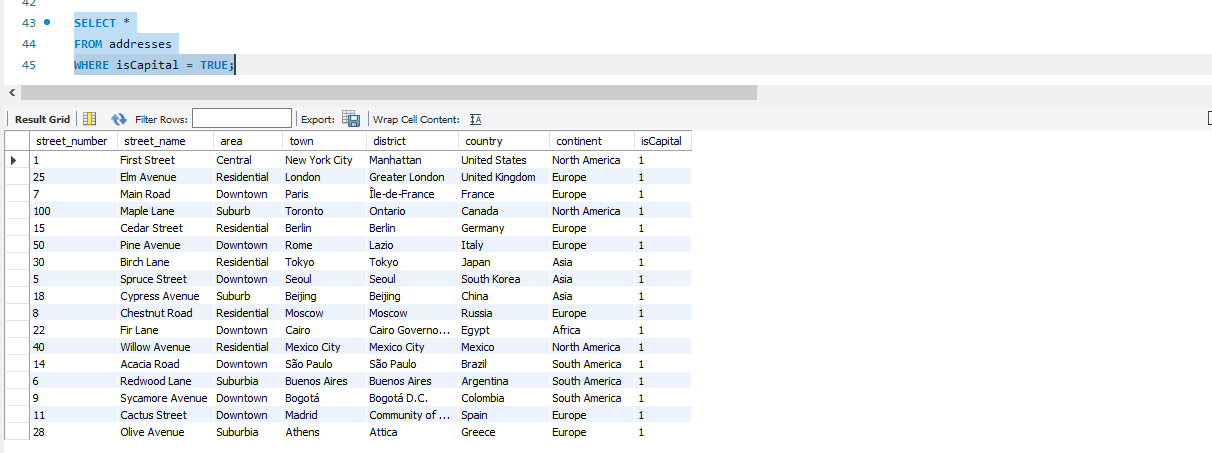 42
43 SELECT *
44 FROM addresses
45 WHERE isCapital = TRUE;
Result Grid Filter Rows: Export: Wrap Cell Content: IA
street_number street_name area town district country continent isCapital
1 First Street Central New York City Manhattan United States North America 1
25 Elm Avenue Residential London Greater London United Kingdom Europe 1
7 Main Road Downtown Paris Île-de-France France Europe 1
100 Maple Lane Suburb Toronto Ontario Canada North America 1
15 Cedar Street Residential Berlin Berlin Germany Europe 1
50 Pine Avenue Downtown Rome Lazio Italy Europe 1
30 Birch Lane Residential Tokyo Tokyo Japan Asia 1
5 Spruce Street Downtown Seoul Seoul South Korea Asia 1
18 Cypress Avenue Suburb Beijing Beijing China Asia 1
8 Chestnut Road Residential Moscow Moscow Russia Europe 1
22 Fir Lane Downtown Cairo Cairo Governo... Egypt Africa 1
40 Willow Avenue Residential Mexico City Mexico City Mexico North America 1
14 Acacia Road Downtown São Paulo São Paulo Brazil South America 1
6 Redwood Lane Suburbia Buenos Aires Buenos Aires Argentina South America 1
9 Sycamore Avenue Downtown Bogotá Bogotá D.C. Colombia South America 1
11 Cactus Street Downtown Madrid Community of ... Spain Europe 1
28 Olive Avenue Suburbia Athens Attica Greece Europe 1